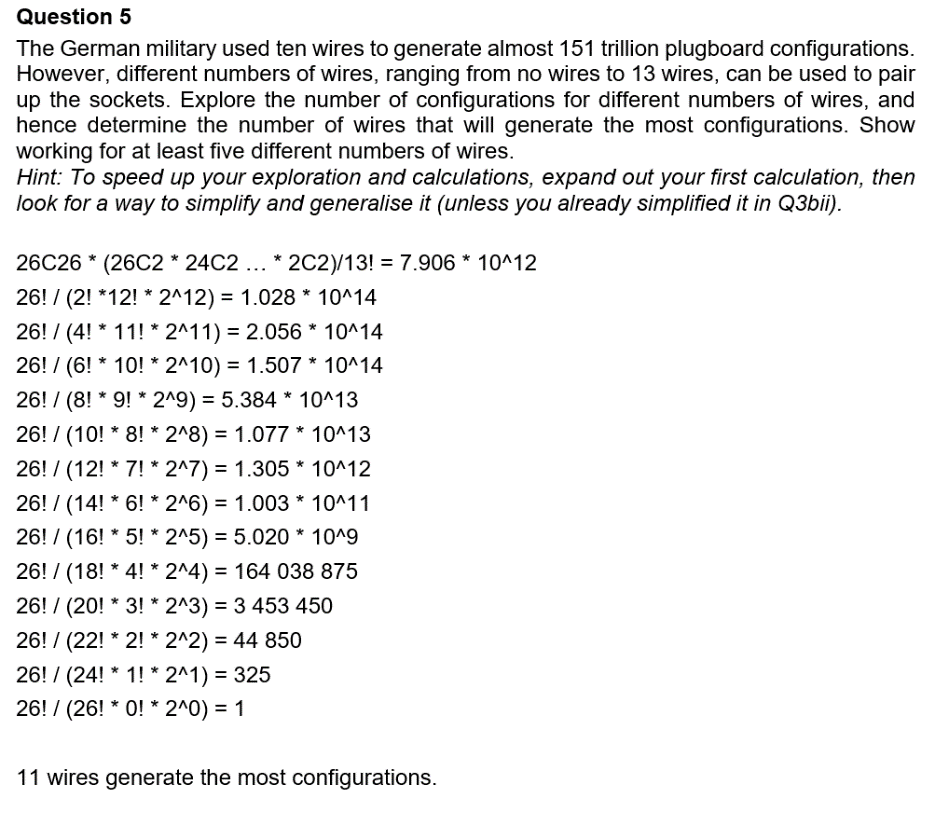 Question 5
The German military used ten wires to generate almost 151 trillion plugboard configurations.
However, different numbers of wires, ranging from no wires to 13 wires, can be used to pair
up the sockets. Explore the number of configurations for different numbers of wires, and
hence determine the number of wires that will generate the most configurations. Show
working for at least five different numbers of wires.
Hint: To speed up your exploration and calculations, expand out your first calculation, then
look for a way to simplify and generalise it (unless you already simplified it in Q3bii).
26C26 * (26C2 * 24C2 ... * 2C2)/13! = 7.906 * 10^12
26! / (2! *12! * 2^12) = 1.028 * 10^14
26! / (4! * 11! * 2^11) = 2.056 * 10^14
26! / (6! * 10! * 2^10) = 1.507 * 10^14
26! / (8! * 9! * 2^9) = 5.384 * 10^13
26! / (10! * 8! * 2^8) = 1.077 * 10^13
26! / (12! * 7! * 2^7) = 1.305 * 10^12
26! / (14! * 6! * 2^6) = 1.003 * 10^11
26! / (16! * 5! * 2^5) = 5.020 * 10^9
26! / (18! * 4! * 2^4) = 164 038 875
26! / (20! * 3! * 2^3) = 3 453 450
26! / (22! * 2! * 2^2) = 44 850
26! / (24! * 1! * 2^1) = 325
26! / (26! * 0! * 2^0) = 1
11 wires generate the most configurations.